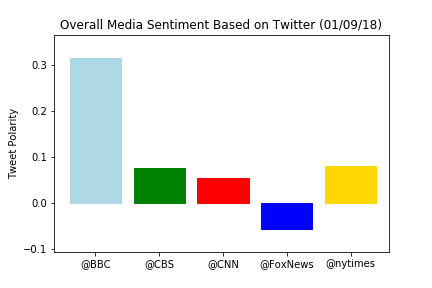 Overall Media Sentiment Based on Twitter (01/09/18)
Tweet Polarity
0.3
0.2
0.1
0.0
−0.1
@BBC @CBS @CNN @FoxNews @nytimes